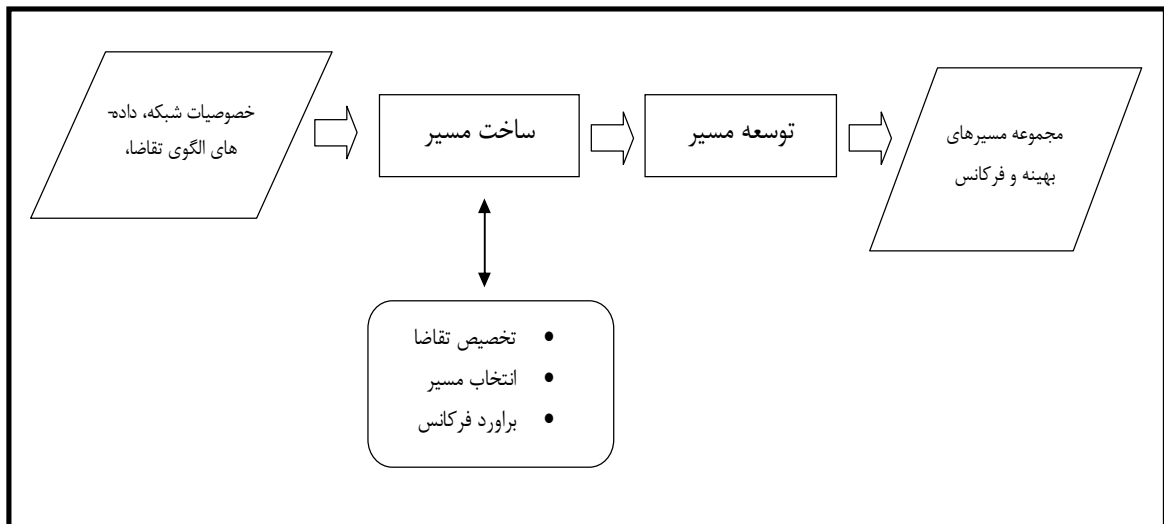 خصوصیات شبکه، داده-
های الگوی تقاضا،
ساخت مسیر
توسعه مسیر
مجموعه مسیرهای
بهینه و فرکانس
• تخصیص تقاضا
• انتخاب مسیر
• براورد فرکانس